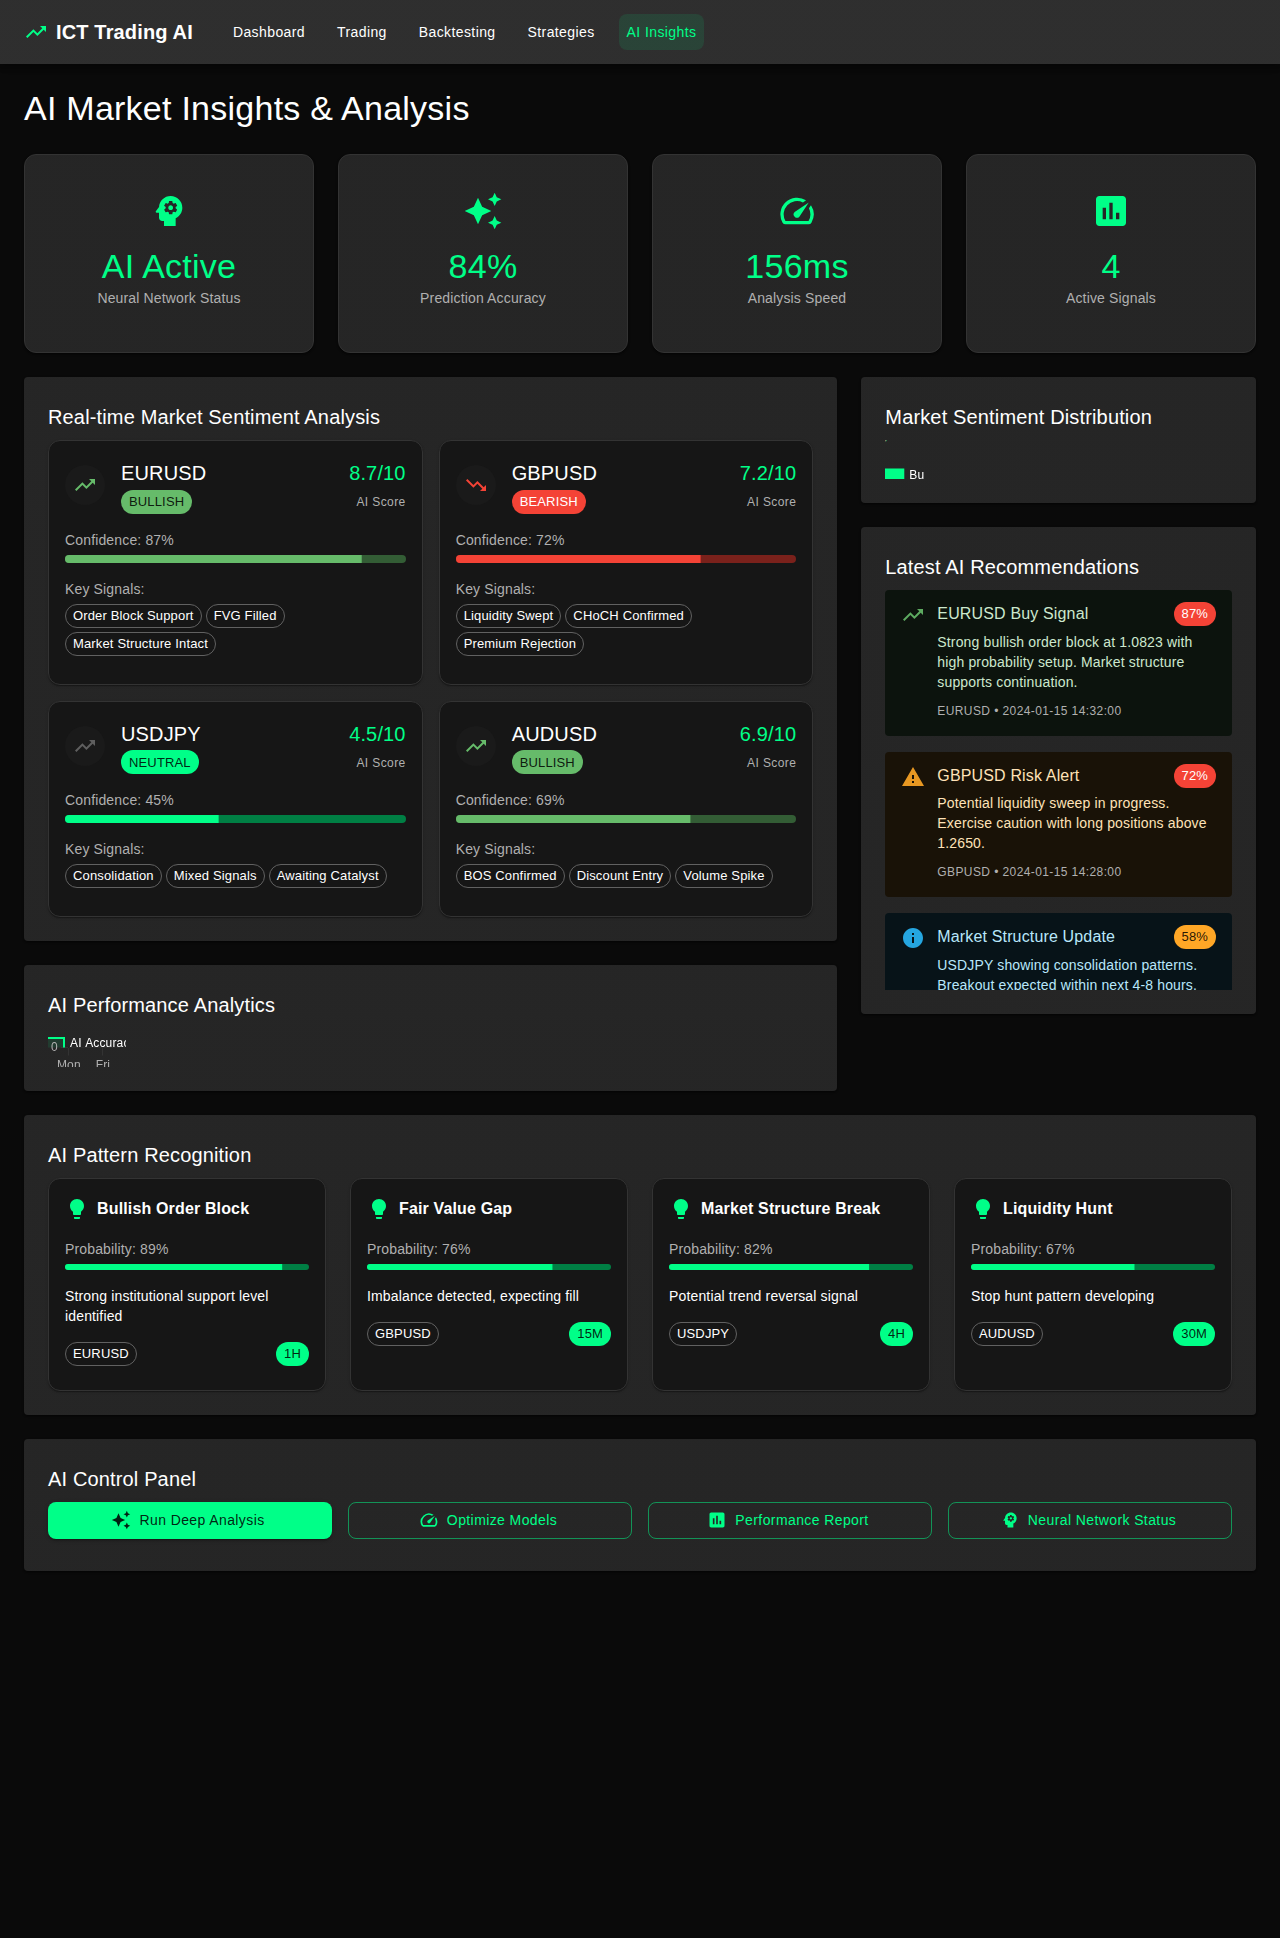 ICT Trading AI
Dashboard
Trading
Backtesting
Strategies
AI Insights
AI Market Insights & Analysis
AI Active
Neural Network Status
84%
Prediction Accuracy
156ms
Analysis Speed
4
Active Signals
Real-time Market Sentiment Analysis
EURUSD
BULLISH
8.7/10
AI Score
Confidence: 87%
Key Signals:
Order Block Support
FVG Filled
Market Structure Intact
GBPUSD
BEARISH
7.2/10
AI Score
Confidence: 72%
Key Signals:
Liquidity Swept
CHoCH Confirmed
Premium Rejection
USDJPY
NEUTRAL
4.5/10
AI Score
Confidence: 45%
Key Signals:
Consolidation
Mixed Signals
Awaiting Catalyst
AUDUSD
BULLISH
6.9/10
AI Score
Confidence: 69%
Key Signals:
BOS Confirmed
Discount Entry
Volume Spike
Market Sentiment Distribution
Bu
Latest AI Recommendations
EURUSD Buy Signal
87%
Strong bullish order block at 1.0823 with
high probability setup. Market structure
supports continuation.
EURUSD • 2024-01-15 14:32:00
GBPUSD Risk Alert
72%
Potential liquidity sweep in progress.
Exercise caution with long positions above
1.2650.
GBPUSD • 2024-01-15 14:28:00
Market Structure Update
58%
USDJPY showing consolidation patterns.
Breakout expected within next 4-8 hours.
AI Performance Analytics
AI Accurac
0
Mon
Fri
AI Pattern Recognition
Bullish Order Block
Probability: 89%
Strong institutional support level
identified
EURUSD
1H
Fair Value Gap
Probability: 76%
Imbalance detected, expecting fill
GBPUSD
15M
Market Structure Break
Probability: 82%
Potential trend reversal signal
USDJPY
4H
Liquidity Hunt
Probability: 67%
Stop hunt pattern developing
AUDUSD
30M
AI Control Panel
Run Deep Analysis
Optimize Models
Performance Report
Neural Network Status